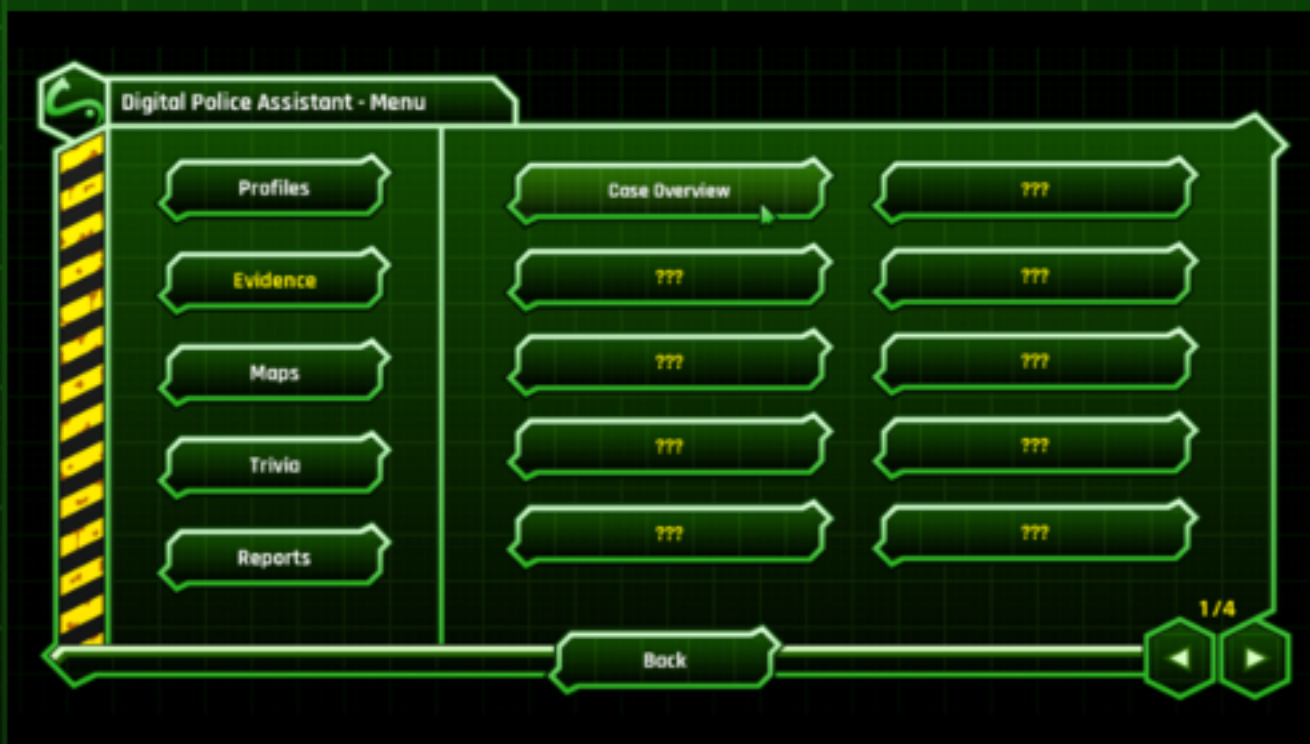 Digital Police Assistant - Menu
Profiles
Evidence
Maps
Trivia
Reports
Case Overview
???
???
???
???
???
???
???
???
???
1/4
Back